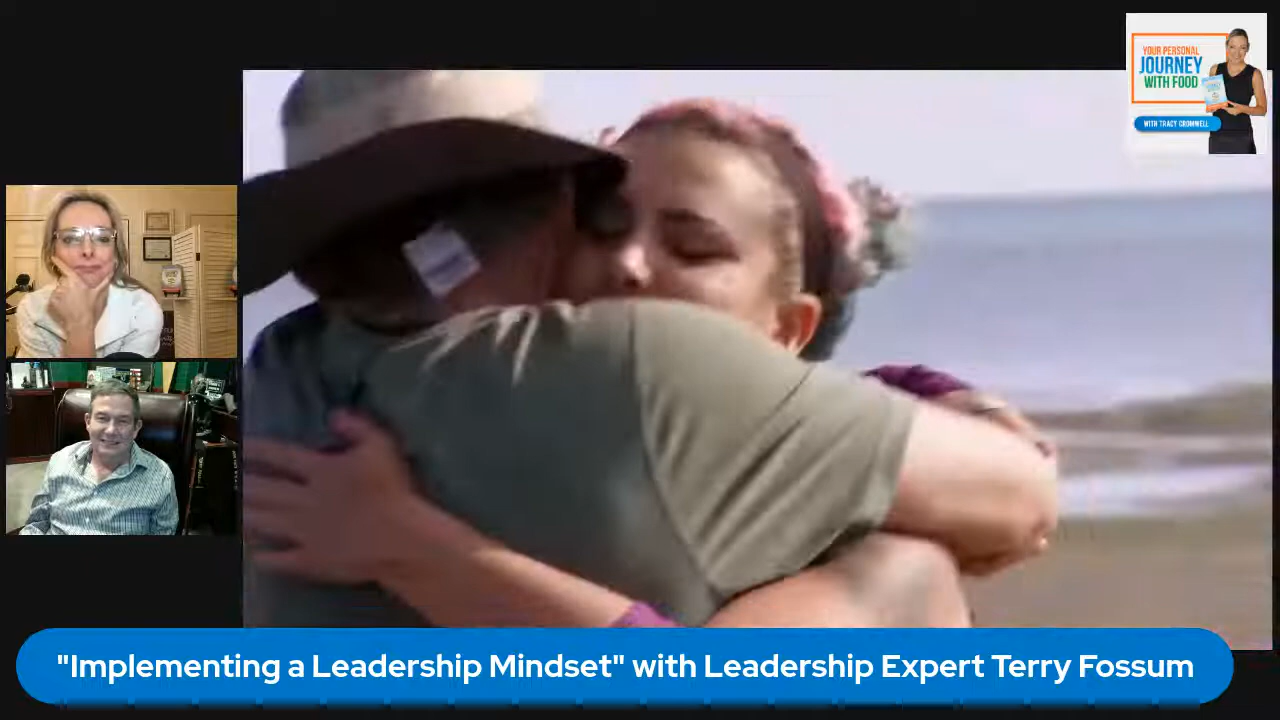 YOUR PERSONAL
JOURNEY
WITH FOOD
WITH TRACY CROMWELL
"Implementing a Leadership Mindset" with Leadership Expert Terry Fossum